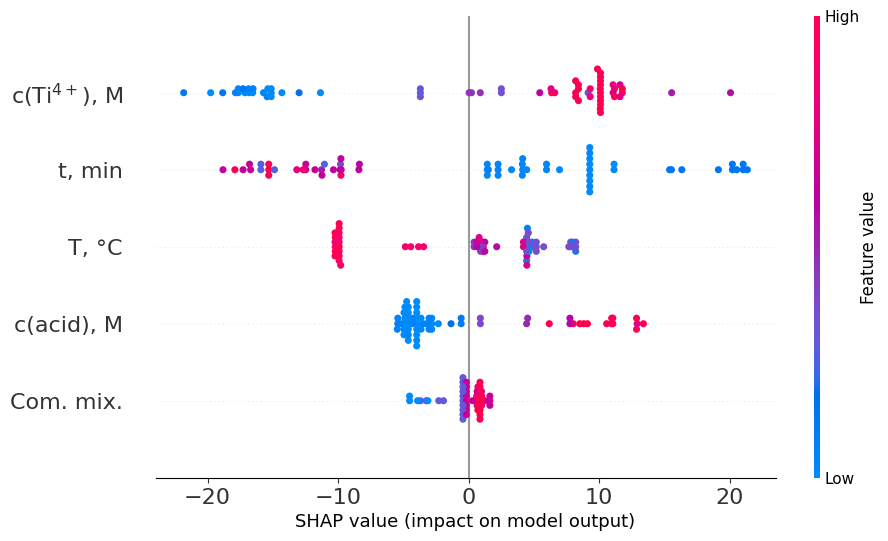 High
c(Ti⁴⁺), M
t, min
T, °C
c(acid), M
Com. mix.
Feature value
Low
−20 −10 0 10 20
SHAP value (impact on model output)